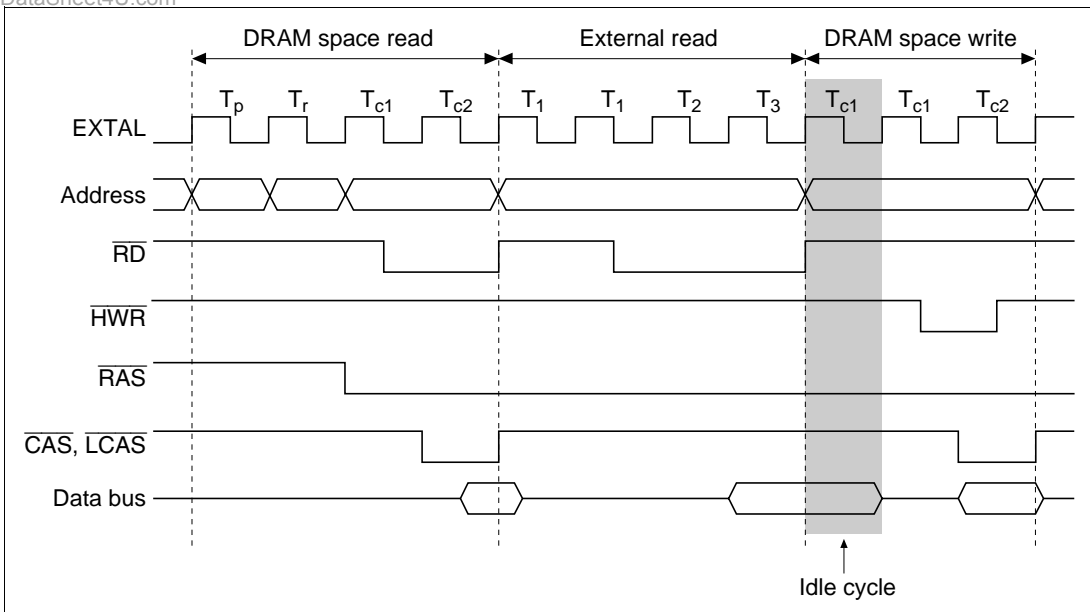 DataSheet4U.com
DRAM space read External read DRAM space write
Tp Tr Tc1 Tc2 T1 T1 T2 T3 Tc1 Tc1 Tc2
EXTAL
Address
RD
HWR
RAS
CAS, LCAS
Data bus
Idle cycle